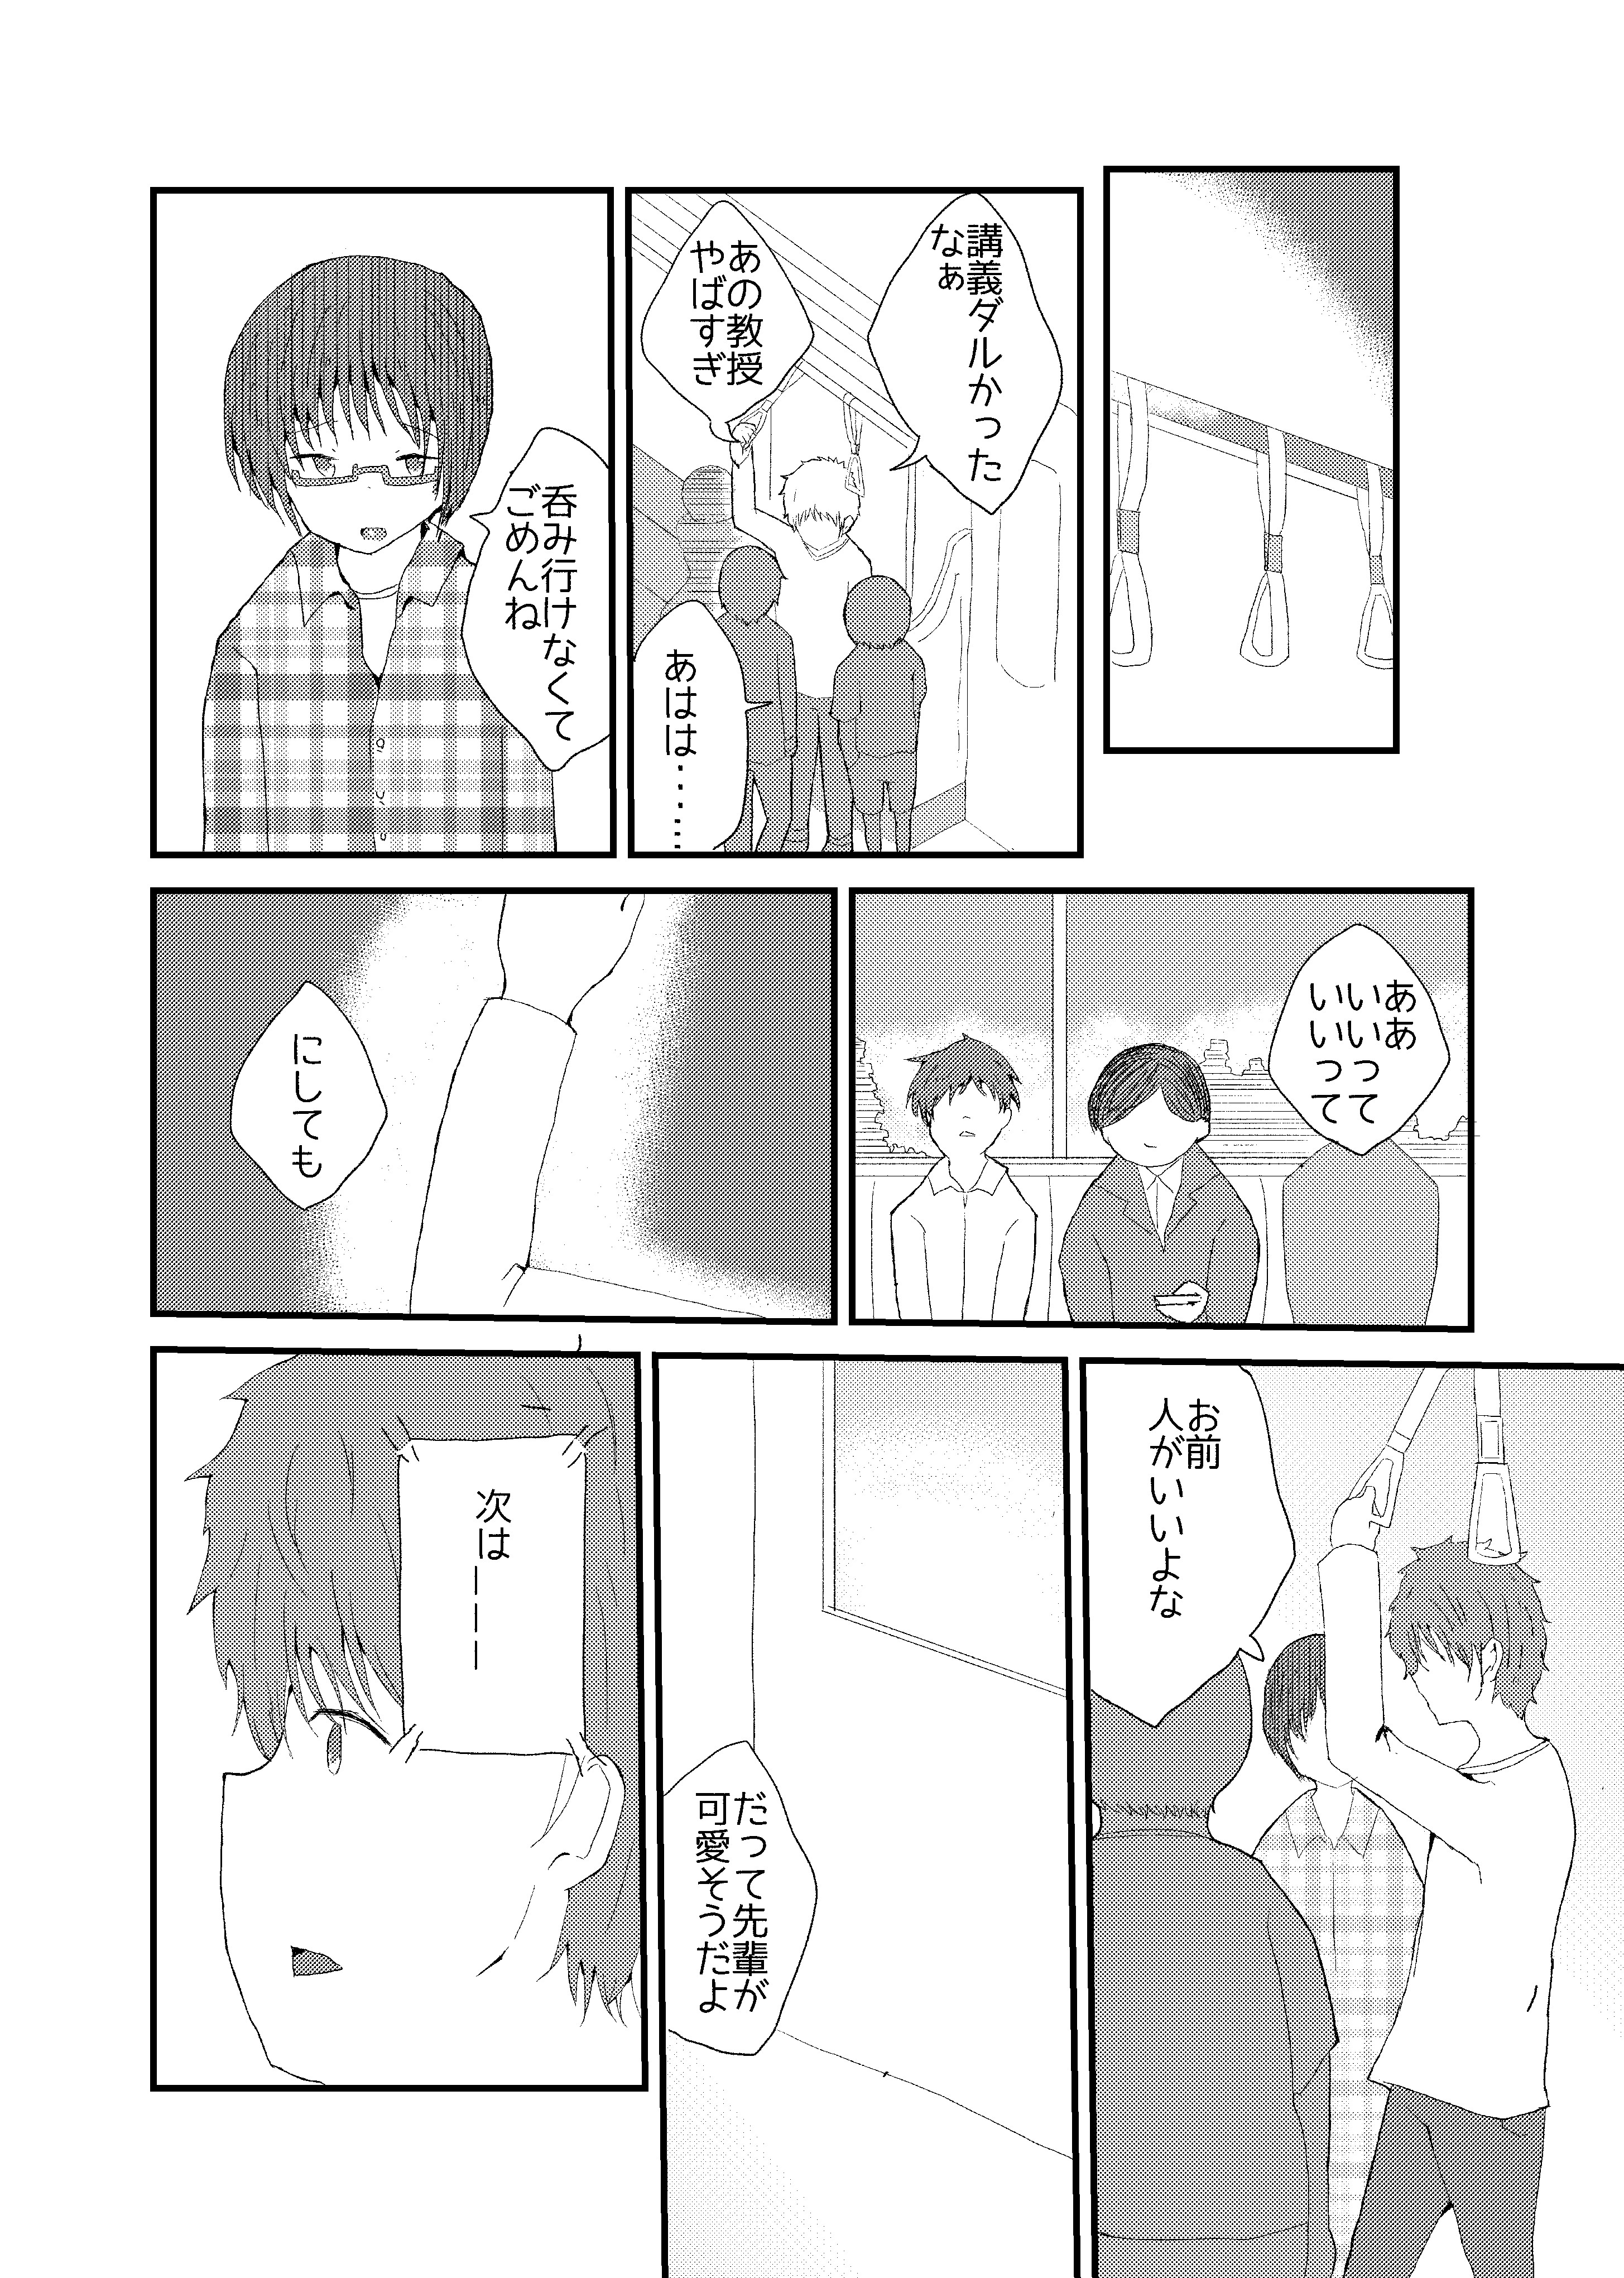 講義ダルかった
なぁ
あの教授
やばすぎ
あはは……
呑み行けなくて
ごめんね
ああ
いいって
いいって
にしても
お前
人がいいよな
だって先輩が
可愛そうだよ
次は―――